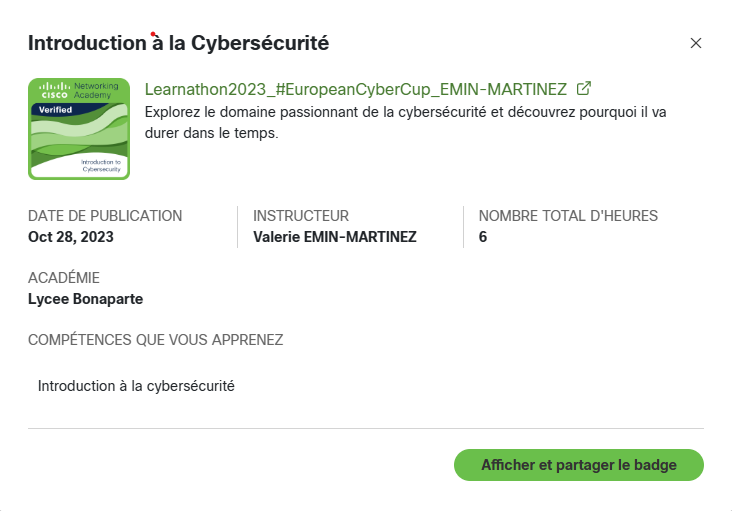 Introduction à la Cybersécurité
Networking
CISCO Academy
Verified
Introduction to
Cybersecurity
Learnathon2023_#EuropeanCyberCup_EMIN-MARTINEZ
Explorez le domaine passionnant de la cybersécurité et découvrez pourquoi il va
durer dans le temps.
DATE DE PUBLICATION
Oct 28, 2023
INSTRUCTEUR
Valerie EMIN-MARTINEZ
NOMBRE TOTAL D'HEURES
6
ACADÉMIE
Lycee Bonaparte
COMPÉTENCES QUE VOUS APPRENEZ
Introduction à la cybersécurité
Afficher et partager le badge